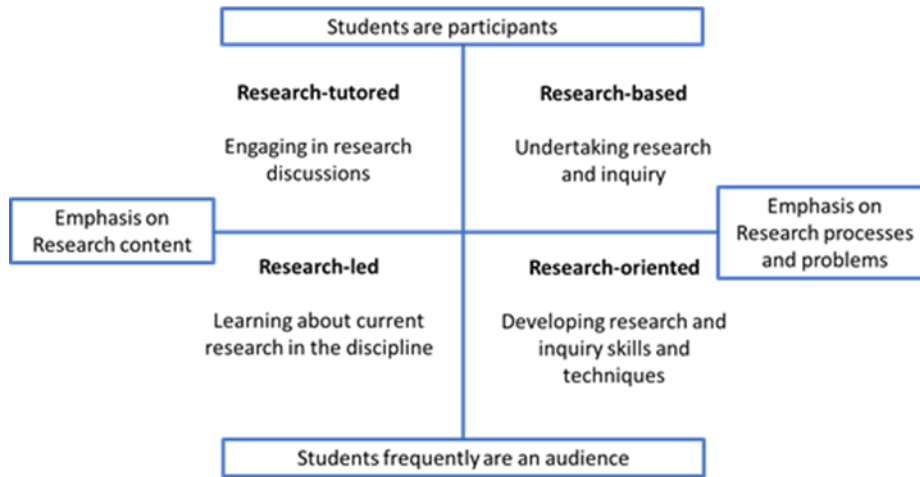 Students are participants
Research-tutored
Engaging in research
discussions
Research-based
Undertaking research
and inquiry
Emphasis on
Research content
Emphasis on
Research processes
and problems
Research-led
Learning about current
research in the discipline
Research-oriented
Developing research and
inquiry skills and
techniques
Students frequently are an audience